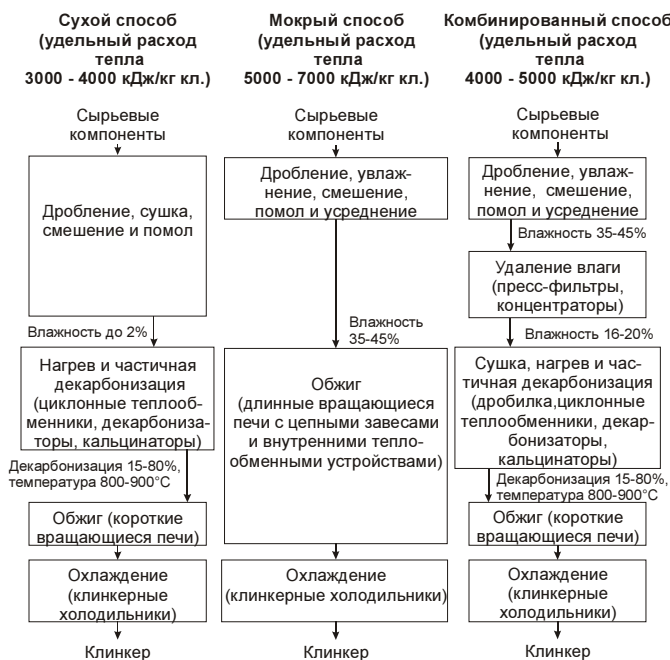 Сухой способ
(удельный расход
тепла
3000 - 4000 кДж/кг кл.)
Сырьевые
компоненты
Дробление, сушка,
смешение и помол
Влажность до 2%
Нагрев и частичная
декарбонизация
(циклонные теплооб-
менники, декарбониза-
торы, кальцинаторы)
Декарбонизация 15-80%,
температура 800-900°С
Обжиг (короткие
вращающиеся печи)
Охлаждение
(клинкерные
холодильники)
Клинкер
Мокрый способ
(удельный расход
тепла
5000 - 7000 кДж/кг кл.)
Сырьевые
компоненты
Дробление, увлаж-
нение, смешение,
помол и усреднение
Влажность
35-45%
Обжиг
(длинные вращающиеся
печи с цепными завесами
и внутренними тепло-
обменными устройствами)
Охлаждение
(клинкерные холодильники)
Клинкер
Комбинированный способ
(удельный расход
тепла
4000 - 5000 кДж/кг кл.)
Сырьевые
компоненты
Дробление, увлаж-
нение, смешение,
помол и усреднение
Влажность 35-45%
Удаление влаги
(пресс-фильтры,
концентраторы)
Влажность 16-20%
Сушка, нагрев и час-
тичная декарбонизация
(дробилка,циклонные
теплообменники, декар-
бонизаторы,
кальцинаторы)
Декарбонизация 15-80%,
температура 800-900°С
Обжиг (короткие
вращающиеся печи)
Охлаждение
(клинкерные
холодильники)
Клинкер